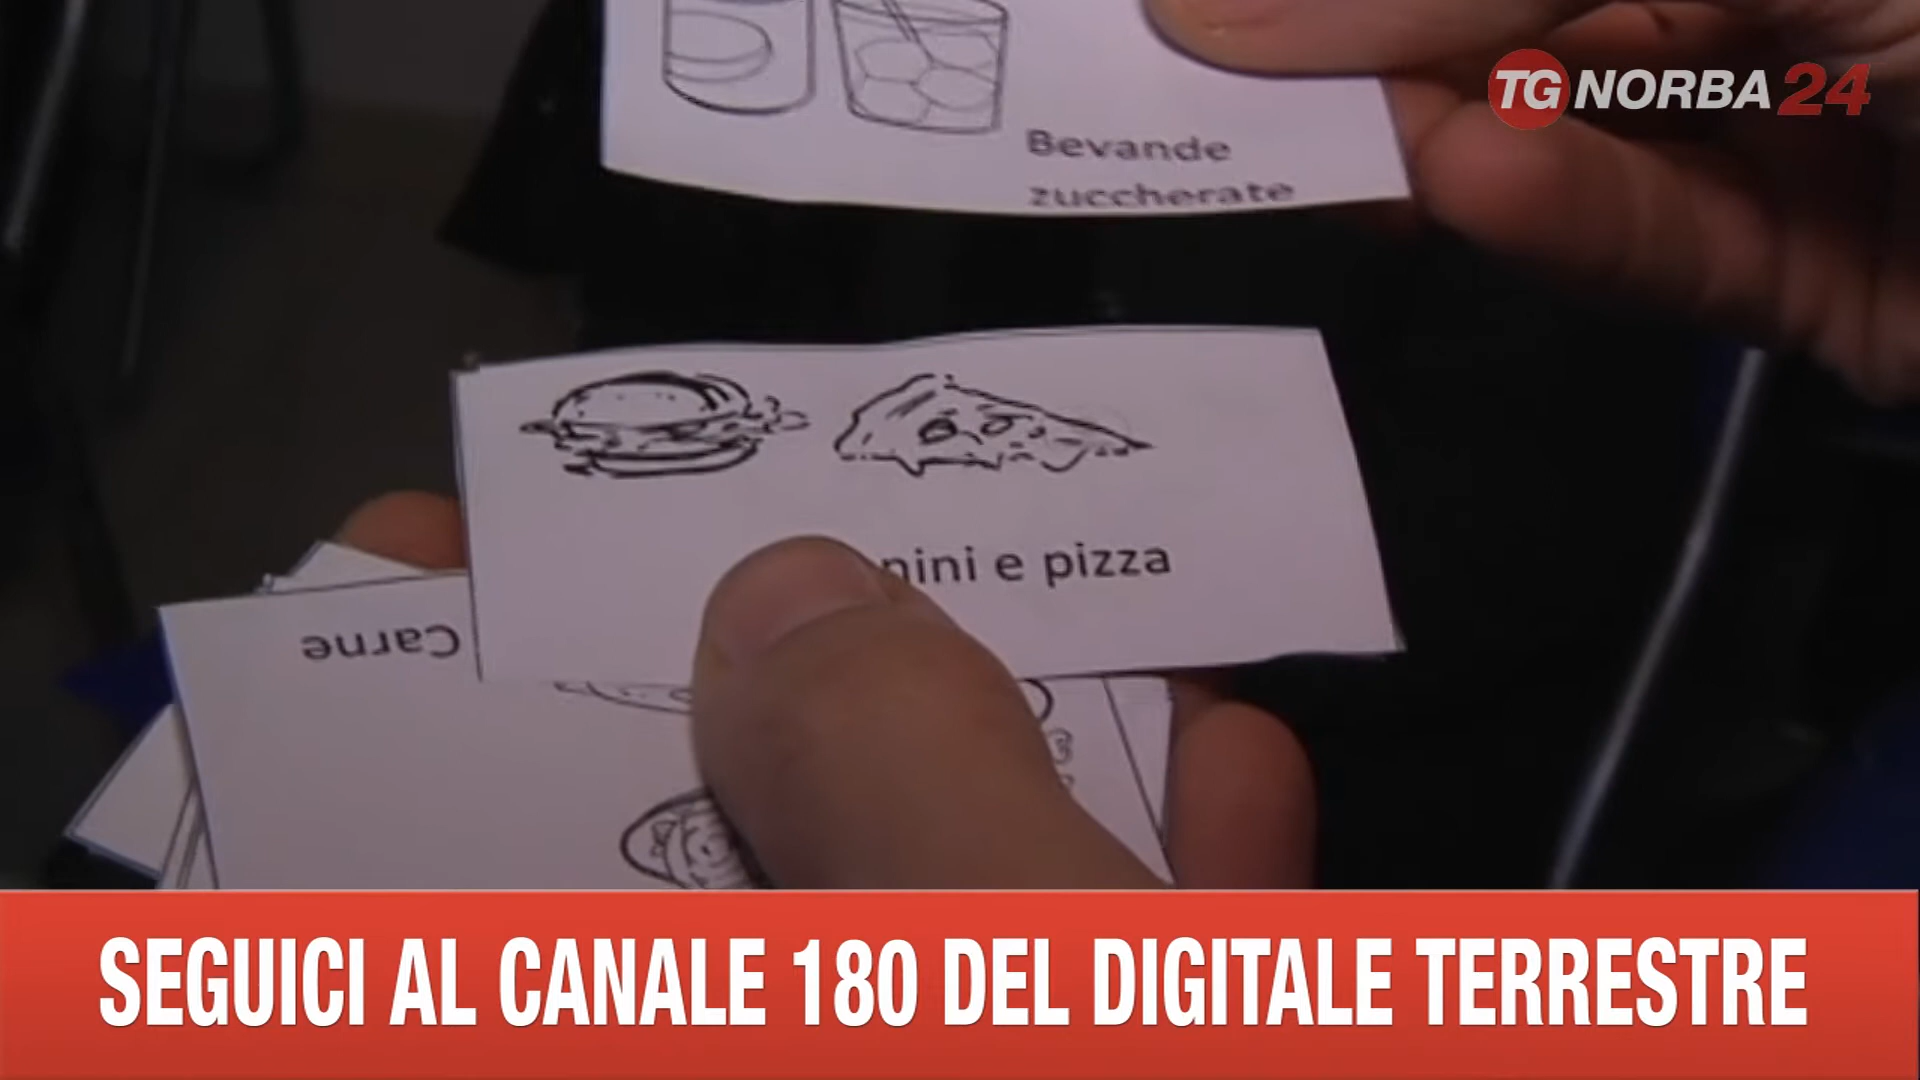 TG NORBA 24
Bevande
zuccherate
nini e pizza
Carne
SEGUICI AL CANALE 180 DEL DIGITALE TERRESTRE